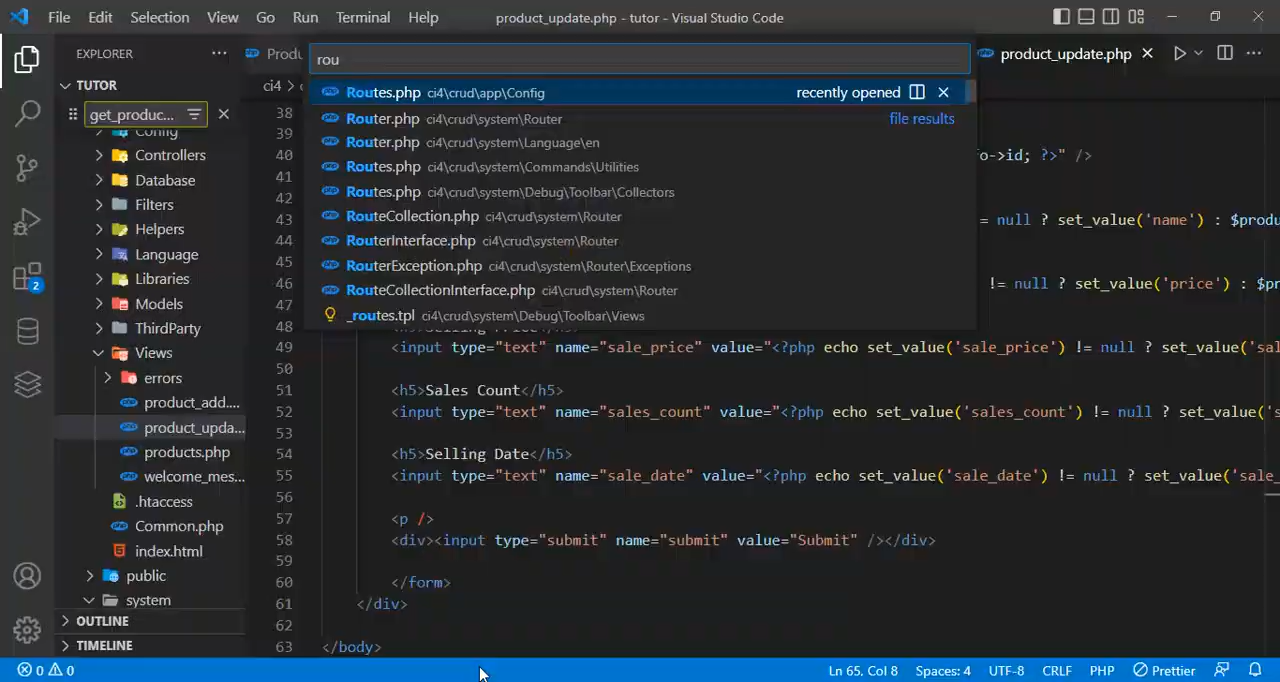 File Edit Selection View Go Run Terminal Help
product_update.php - tutor - Visual Studio Code
EXPLORER
Produ
rou
product_update.php
TUTOR
get_produc...
Config
Controllers
Database
Filters
Helpers
Language
Libraries
Models
ThirdParty
Views
errors
product_add....
product_upda...
products.php
welcome_mes...
.htaccess
Common.php
index.html
public
system
OUTLINE
TIMELINE
2
ci4 > c
Routes.php ci4\crud\app\Config recently opened
Router.php ci4\crud\system\Router file results
Router.php ci4\crud\system\Language\en
Routes.php ci4\crud\system\Commands\Utilities
Routes.php ci4\crud\system\Debug\Toolbar\Collectors
RouteCollection.php ci4\crud\system\Router
RouterInterface.php ci4\crud\system\Router
RouterException.php ci4\crud\system\Router\Exceptions
RouteCollectionInterface.php ci4\crud\system\Router
_routes.tpl ci4\crud\system\Debug\Toolbar\Views
38
39
40 o->id; ?>" />
41
42
43 = null ? set_value('name') : $produ
44
45
46 != null ? set_value('price') : $pr
47
48 <h5>Selling Price</h5>
49 <input type="text" name="sale_price" value="<?php echo set_value('sale_price') != null ? set_value('sal
50
51 <h5>Sales Count</h5>
52 <input type="text" name="sales_count" value="<?php echo set_value('sales_count') != null ? set_value('s
53
54 <h5>Selling Date</h5>
55 <input type="text" name="sale_date" value="<?php echo set_value('sale_date') != null ? set_value('sale_
56
57 <p />
58 <div><input type="submit" name="submit" value="Submit" /></div>
59
60 </form>
61 </div>
62
63 </body>
0 0
Ln 65, Col 8 Spaces: 4 UTF-8 CRLF PHP Prettier